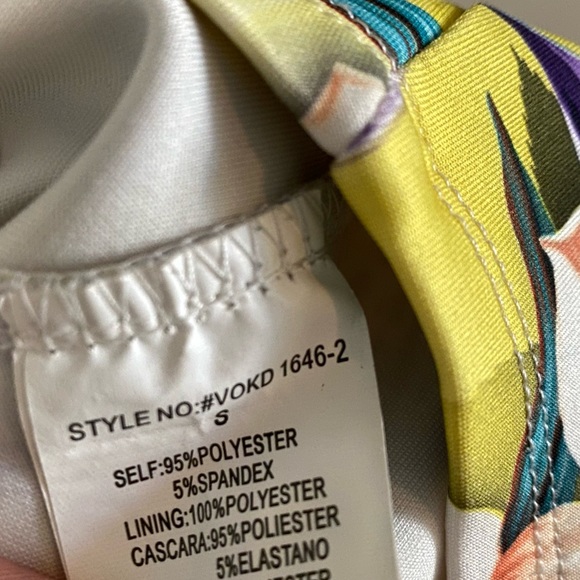 STYLE NO:#VOKD 1646-2
S
SELF:95%POLYESTER
5%SPANDEX
LINING:100%POLYESTER
CASCARA:95%POLIESTER
5%ELASTANO